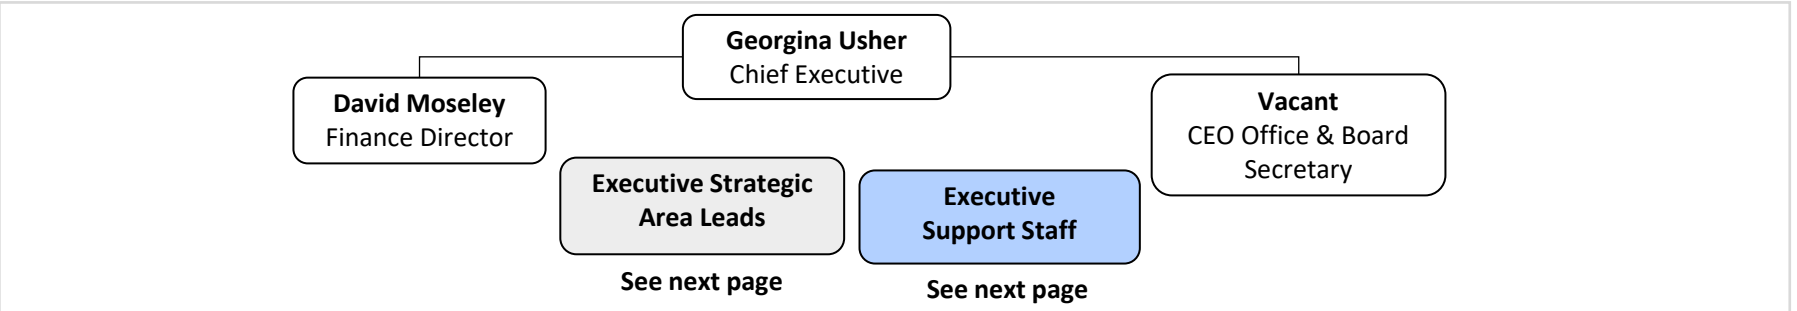 Georgina Usher
Chief Executive
David Moseley
Finance Director
Vacant
CEO Office & Board
Secretary
Executive Strategic
Area Leads
Executive
Support Staff
See next page
See next page